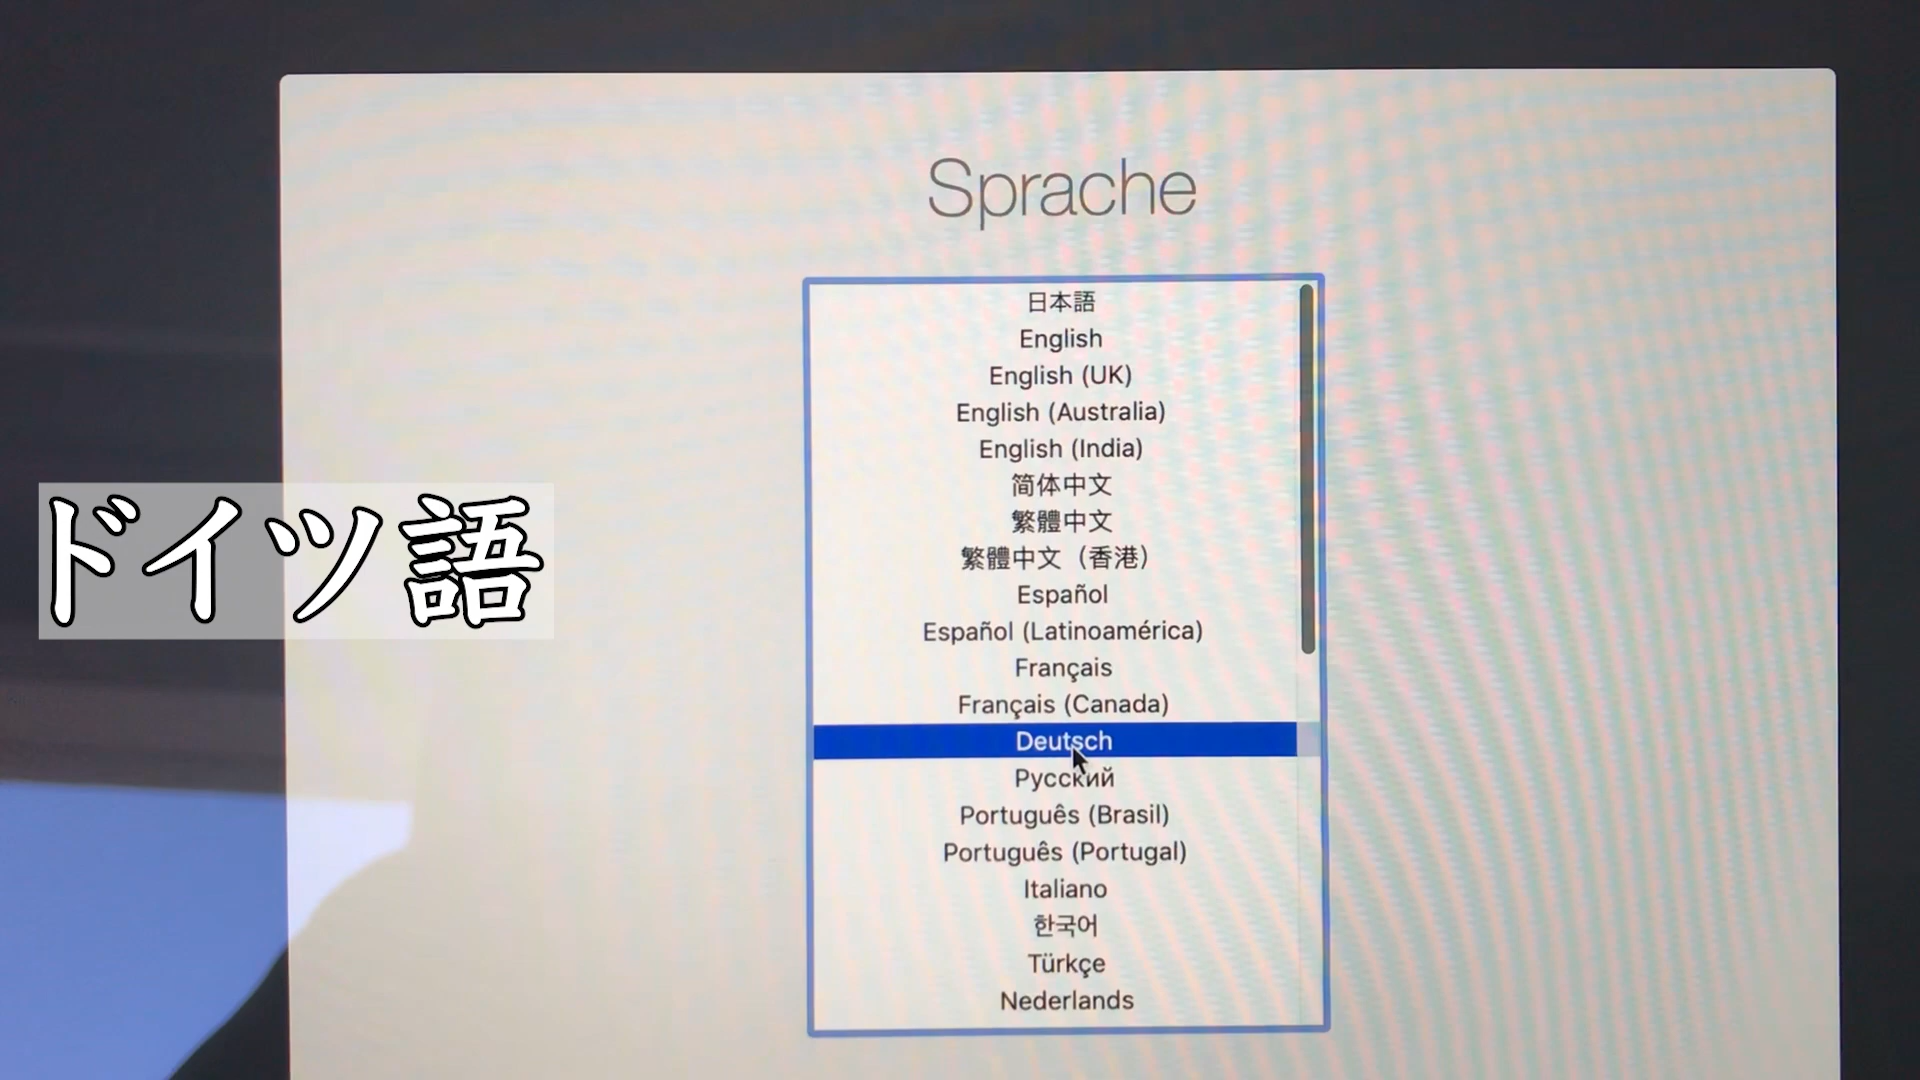 Sprache
日本語
English
English (UK)
English (Australia)
English (India)
简体中文
繁體中文
繁體中文（香港）
Español
Español (Latinoamérica)
Français
Français (Canada)
Deutsch
Русский
Português (Brasil)
Português (Portugal)
Italiano
한국어
Türkçe
Nederlands
ドイツ語